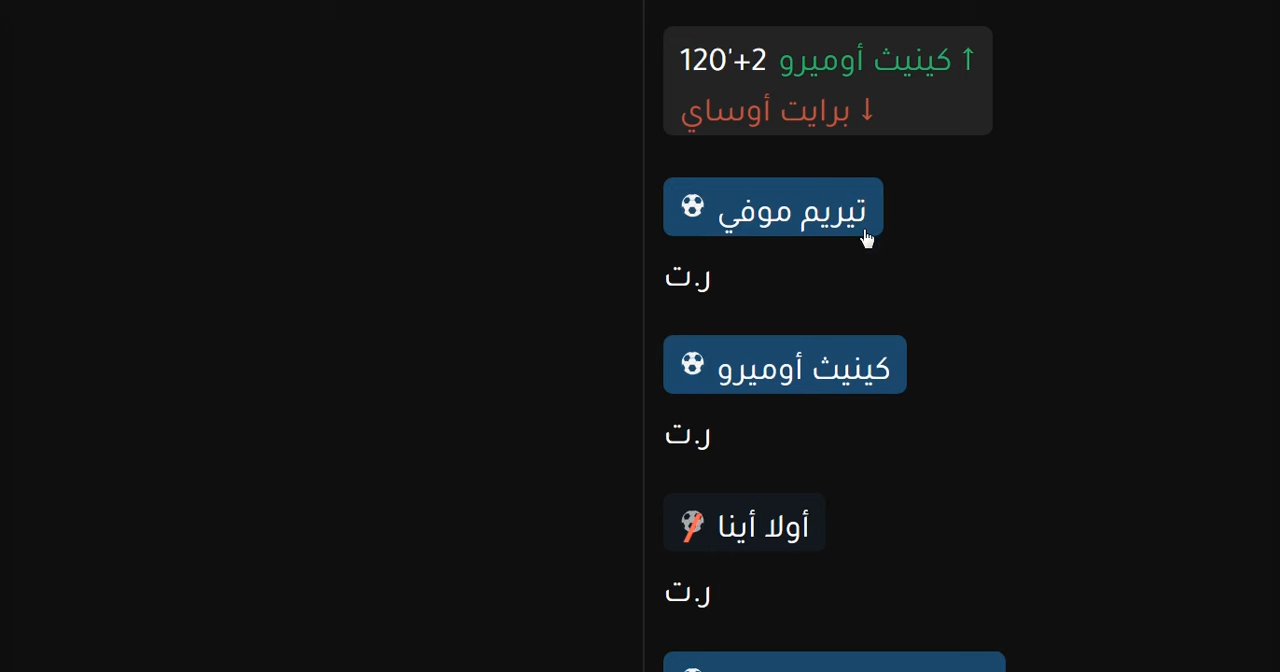 ↑ كينيث أوميرو 120'+2
↓ برايت أوساي
تيريم موفي
ر.ت
كينيث أوميرو
ر.ت
أولا أينا
ر.ت